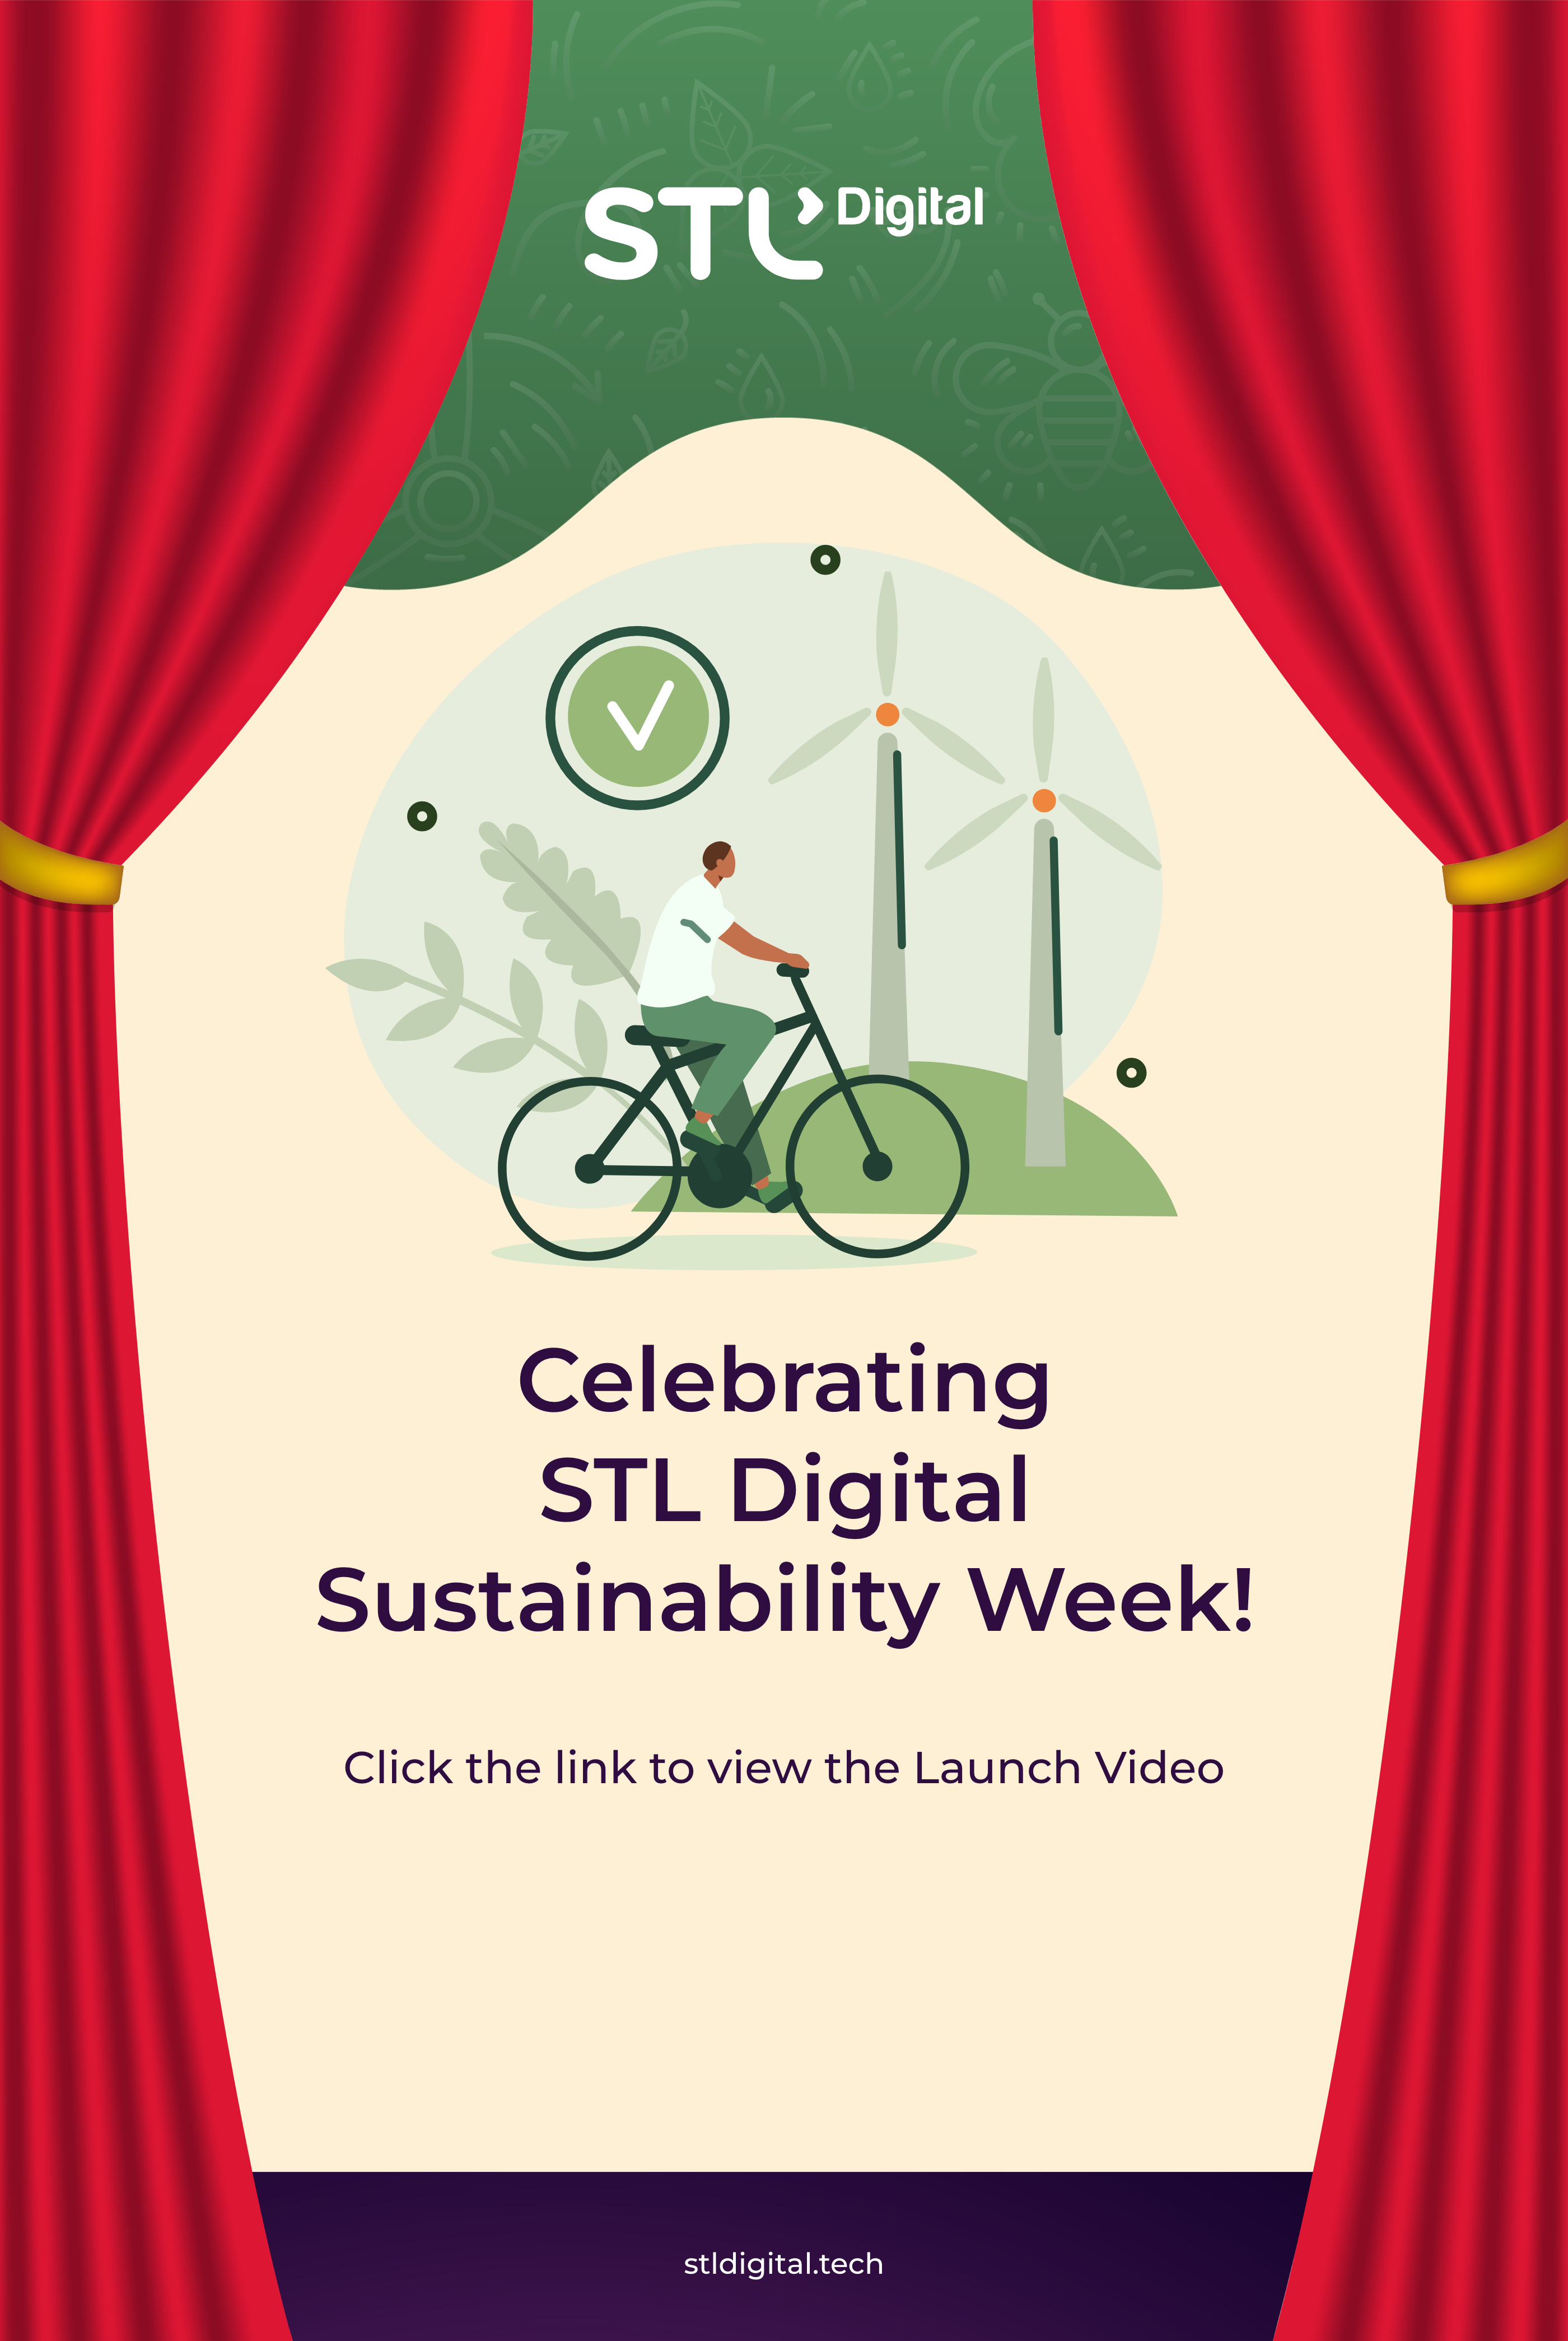 STL Digital
Celebrating
STL Digital
Sustainability Week!
Click the link to view the Launch Video
stldigital.tech